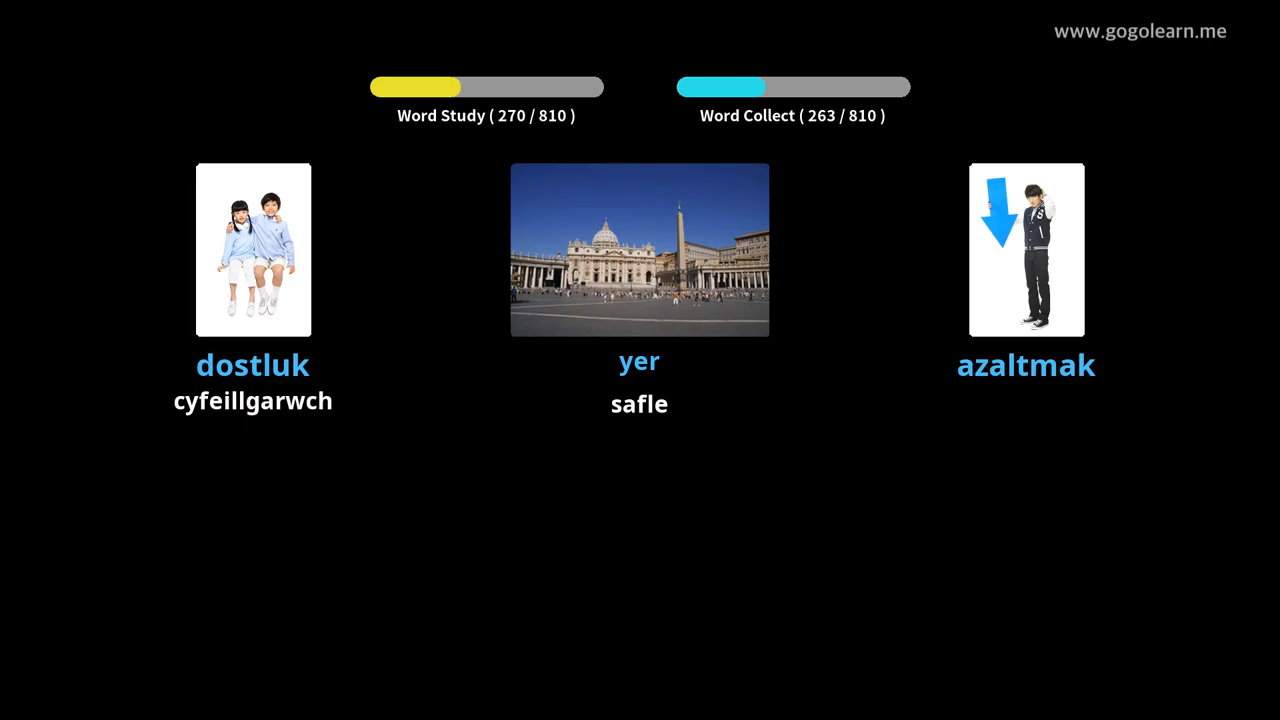 www.gogolearn.me
Word Study ( 270 / 810 )
Word Collect ( 263 / 810 )
dostluk
cyfeillgarwch
yer
safle
azaltmak